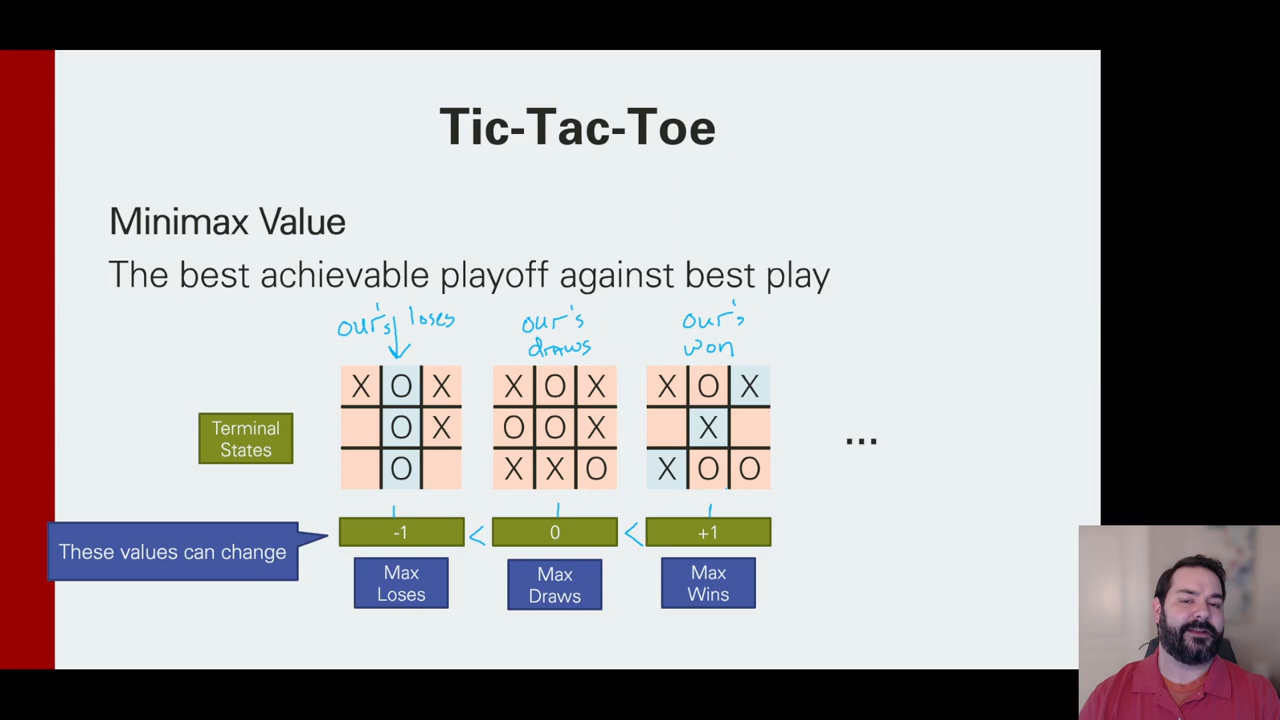 Tic-Tac-Toe
Minimax Value
The best achievable playoff against best play
our's loses
our's
draws
our's
won
X O X
O X
O
X O X
O O X
X X O
X O X
X
X O O
...
Terminal
States
These values can change
-1 < 0 < +1
Max
Loses
Max
Draws
Max
Wins